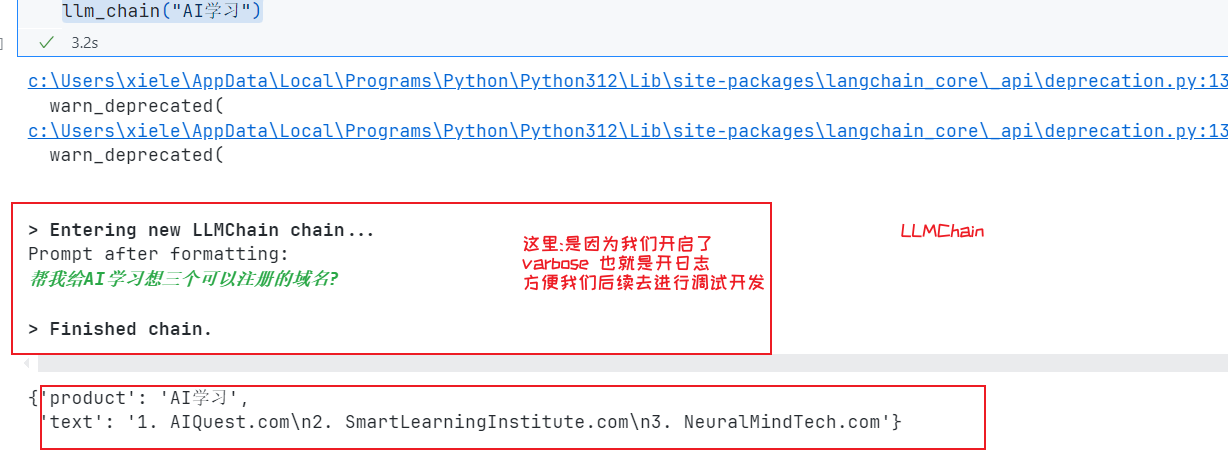 llm_chain("AI学习")
3.2s
c:\Users\xiele\AppData\Local\Programs\Python\Python312\Lib\site-packages\langchain_core\_api\deprecation.py:13
warn_deprecated(
c:\Users\xiele\AppData\Local\Programs\Python\Python312\Lib\site-packages\langchain_core\_api\deprecation.py:13
warn_deprecated(
> Entering new LLMChain chain...
Prompt after formatting:
帮我给AI学习想三个可以注册的域名?
> Finished chain.
这里:是因为我们开启了
varbose 也就是开日志
方便我们后续去进行调试开发
LLMChain
{'product': 'AI学习',
'text': '1. AIQuest.com\n2. SmartLearningInstitute.com\n3. NeuralMindTech.com'}